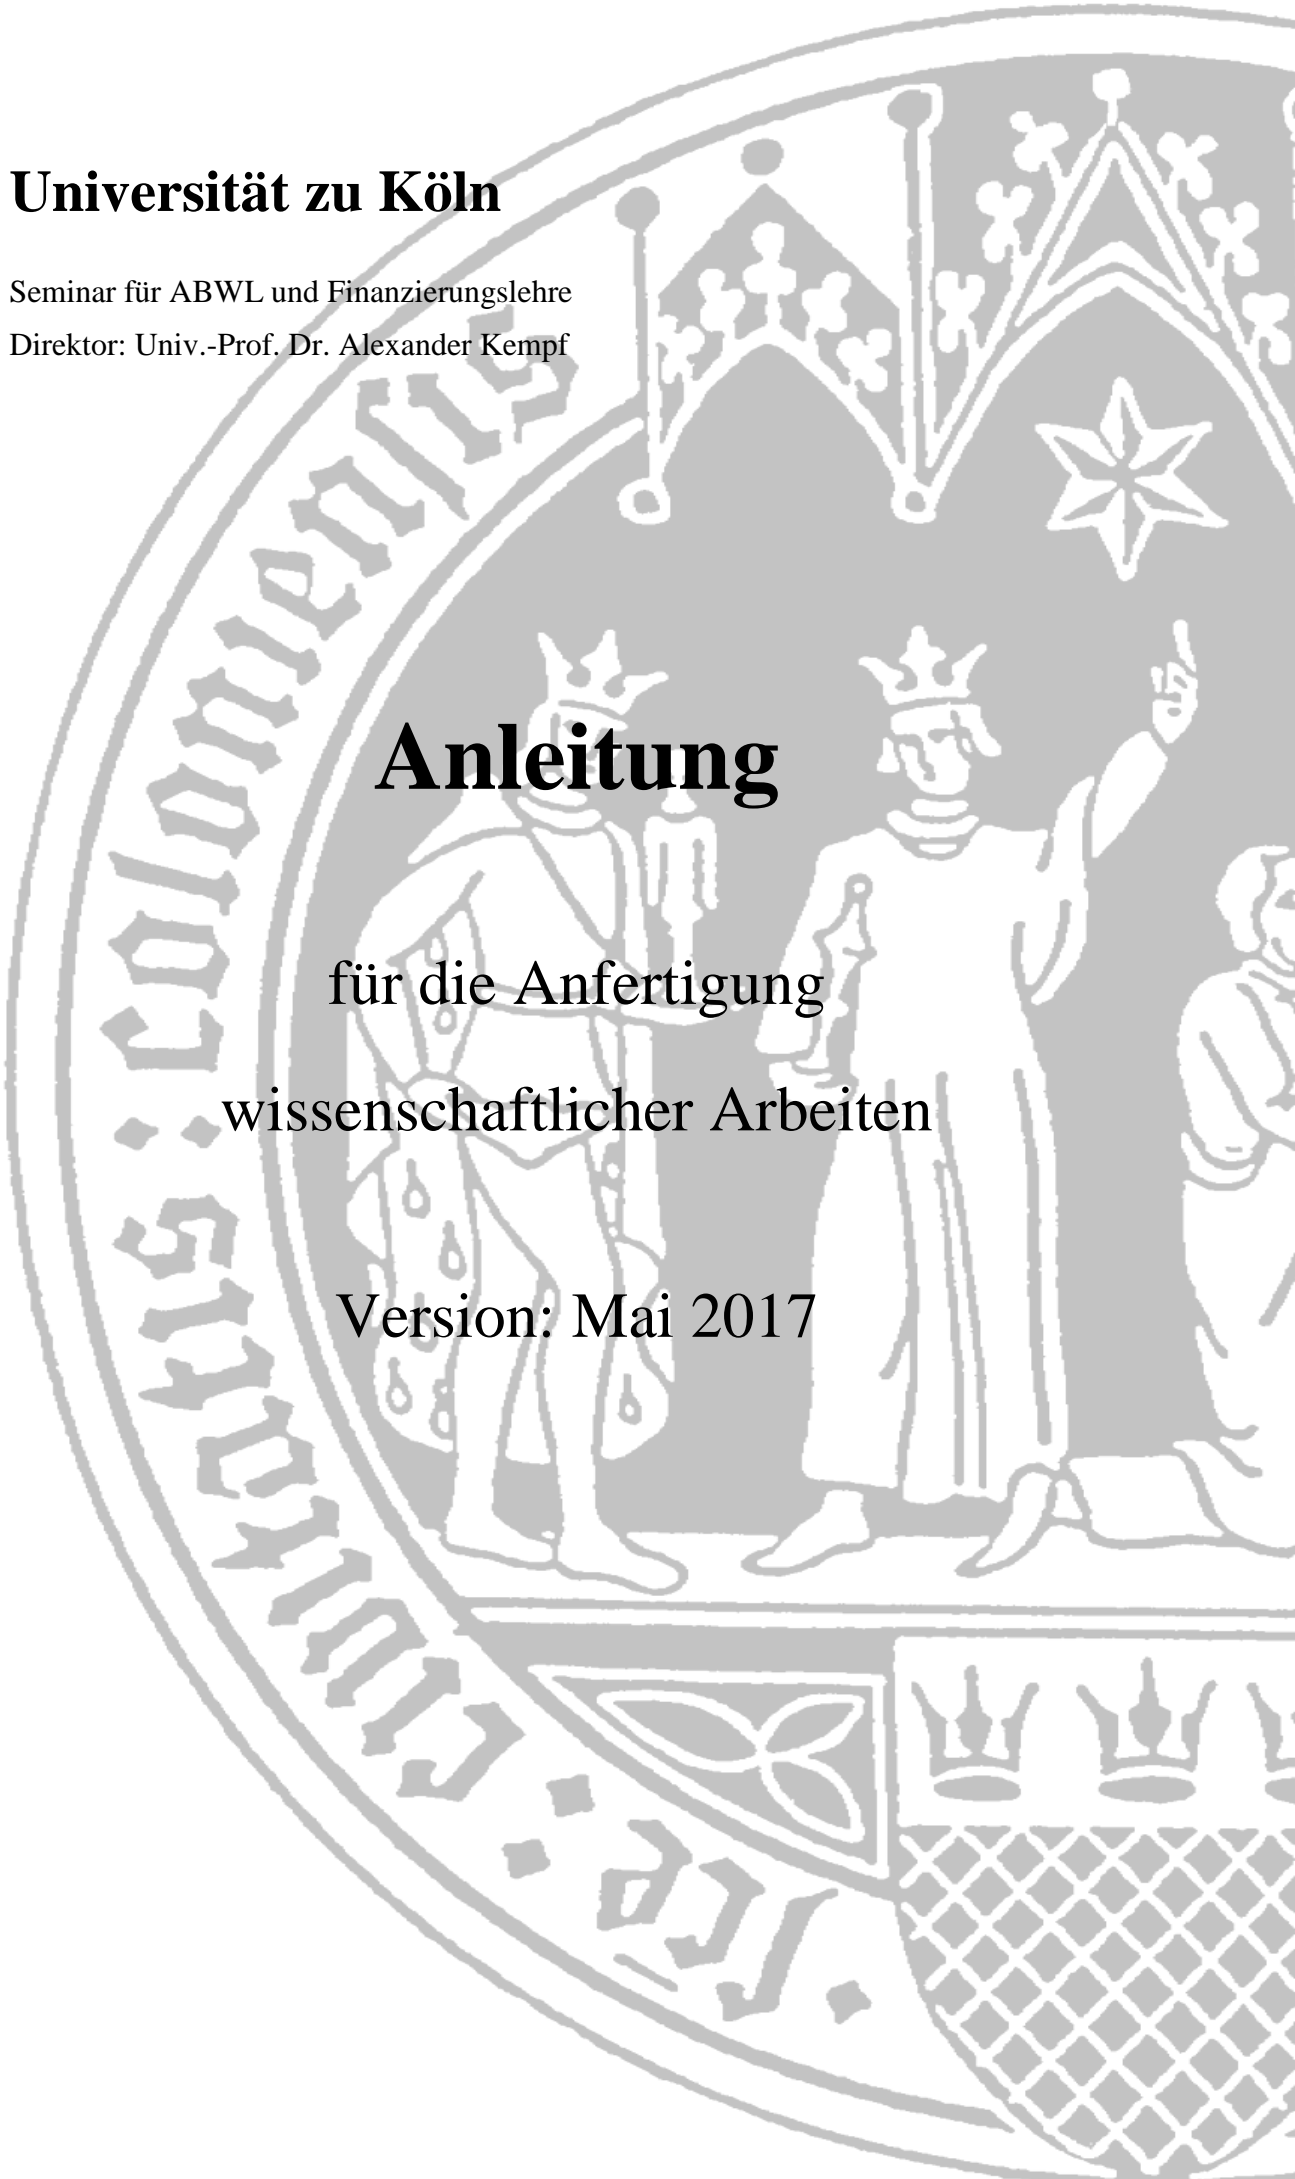 Universität zu Köln
Seminar für ABWL und Finanzierungslehre
Direktor: Univ.-Prof. Dr. Alexander Kempf
Anleitung
für die Anfertigung
wissenschaftlicher Arbeiten
Version: Mai 2017